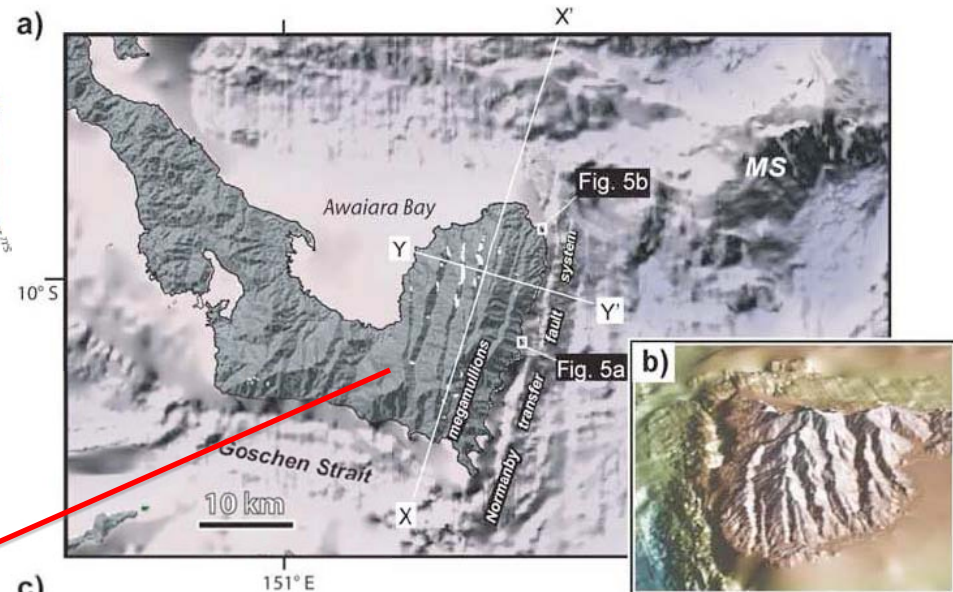 a)
X'
MS
Fig. 5b
Awaiara Bay
Y
system
10° S
Y'
fault
Fig. 5a
megamullions
transfer
b)
Goschen Strait
Normanby
10 km
X
151° E
c)